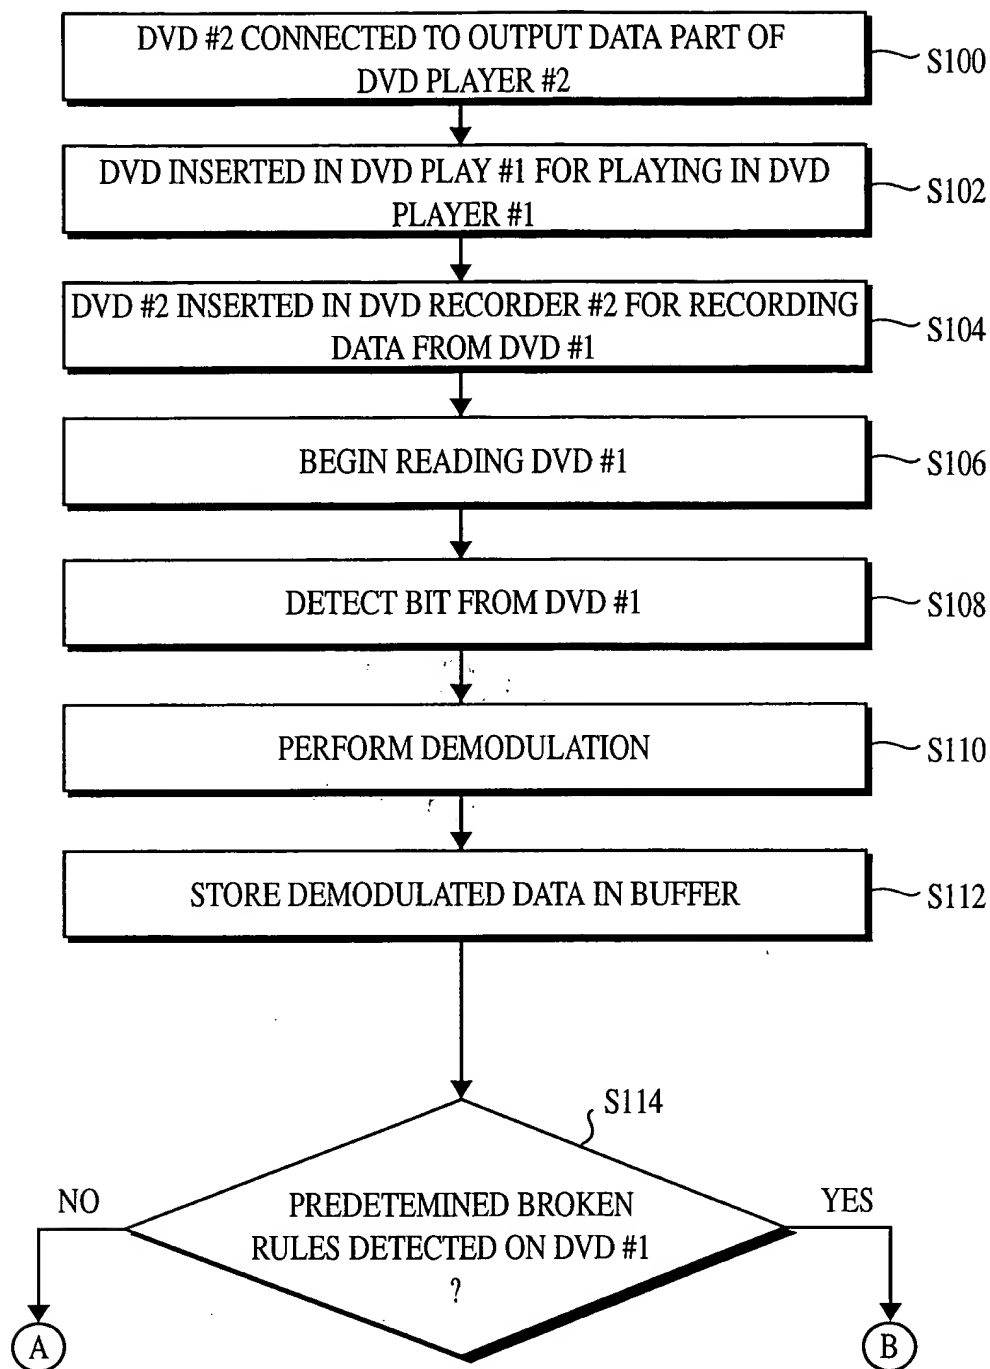 DVD #2 CONNECTED TO OUTPUT DATA PART OF
DVD PLAYER #2
S100
DVD INSERTED IN DVD PLAY #1 FOR PLAYING IN DVD
PLAYER #1
S102
DVD #2 INSERTED IN DVD RECORDER #2 FOR RECORDING
DATA FROM DVD #1
S104
BEGIN READING DVD #1
S106
DETECT BIT FROM DVD #1
S108
PERFORM DEMODULATION
S110
STORE DEMODULATED DATA IN BUFFER
S112
S114
NO
YES
PREDETEMINED BROKEN
RULES DETECTED ON DVD #1
?
A
B